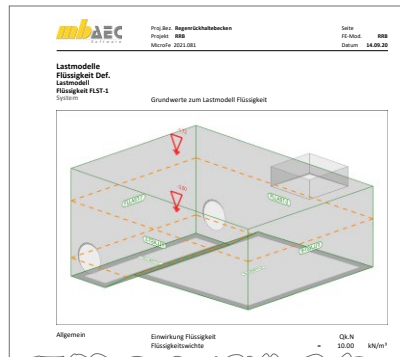 mbAEC
Software
Proj.Bez. Regenrückhaltebecken Seite
Projekt RRB FE-Mod. RRB
MicroFe 2021.081 Datum 14.09.20
Lastmodelle
Flüssigkeit Def.
Lastmodell
Flüssigkeit FLST-1
System Grundwerte zum Lastmodell Flüssigkeit
Allgemein Einwirkung Flüssigkeit Qk.N
Flüssigkeitswichte = 10.00 kN/m³